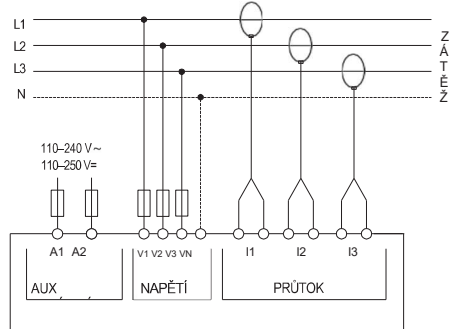 L1
L2
L3
N
ZÁTĚŽ
110–240 V~
110–250 V=
A1 A2 V1 V2 V3 VN I1 I2 I3
AUX NAPĚTÍ PRŮTOK